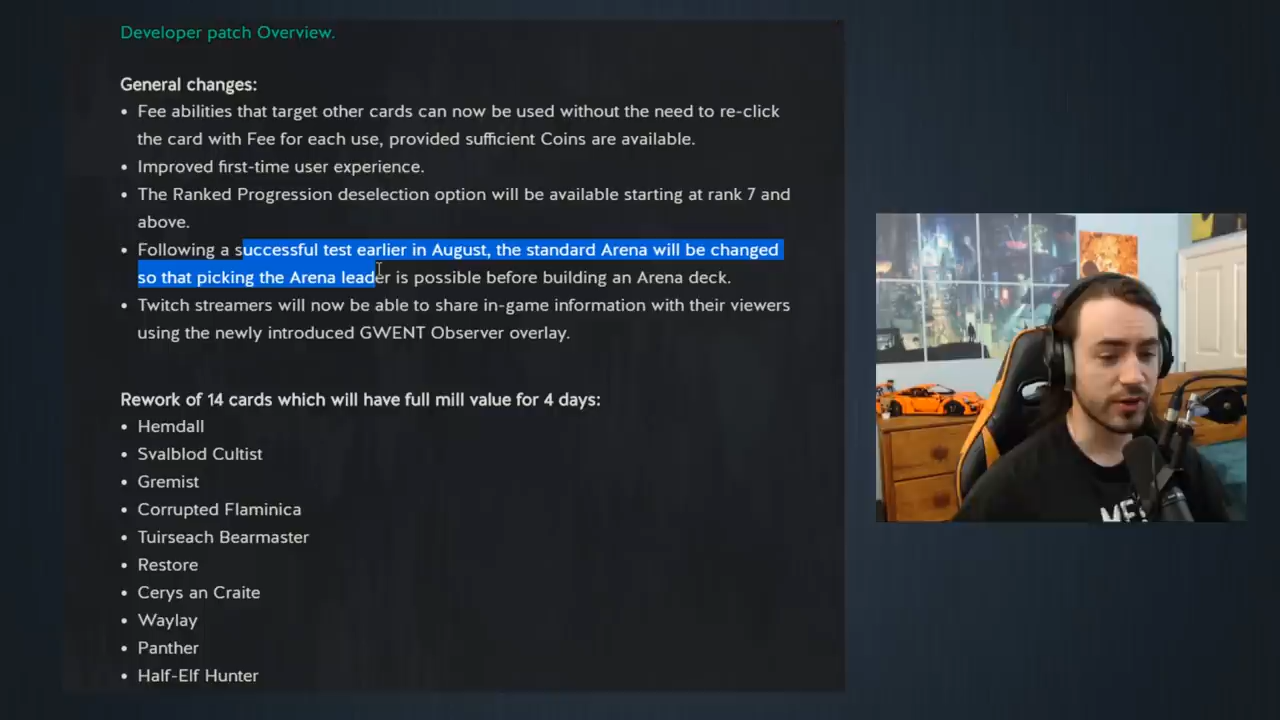 Developer patch Overview.
General changes:
• Fee abilities that target other cards can now be used without the need to re-click
the card with Fee for each use, provided sufficient Coins are available.
• Improved first-time user experience.
• The Ranked Progression deselection option will be available starting at rank 7 and
above.
• Following a successful test earlier in August, the standard Arena will be changed
so that picking the Arena leader is possible before building an Arena deck.
• Twitch streamers will now be able to share in-game information with their viewers
using the newly introduced GWENT Observer overlay.
Rework of 14 cards which will have full mill value for 4 days:
• Hemdall
• Svalblod Cultist
• Gremist
• Corrupted Flaminica
• Tuirseach Bearmaster
• Restore
• Cerys an Craite
• Waylay
• Panther
• Half-Elf Hunter